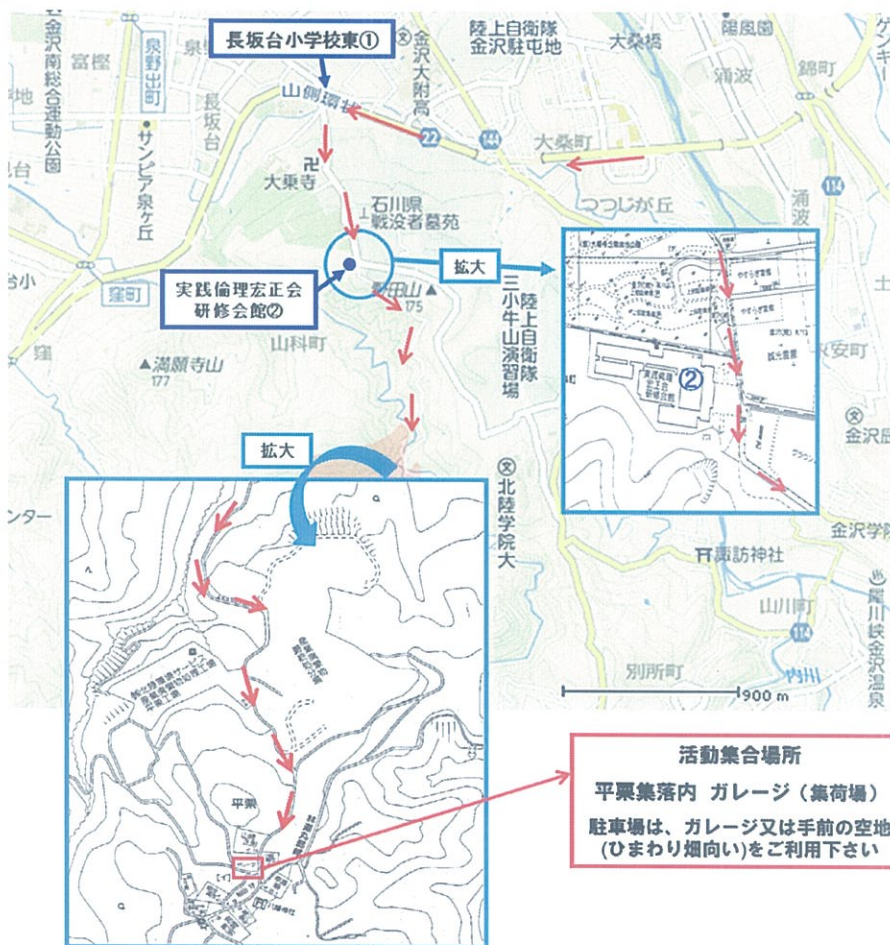 金沢南総合運動公園
富樫
泉野出町
長坂台
サンピア泉ヶ丘
長坂台小学校東①
金沢大附高
陸上自衛隊
金沢駐屯地
大桑橋
涌波
陽風園
錦町
山側環状
22
144
大桑町
114
涌波
大乗寺
石川県
戦没者墓苑
つつじが丘
拡大
実践倫理宏正会
研修会館②
窪町
窪
175
山科町
満願寺山
177
陸上自衛隊
三小牛山演習場
②
拡大
北陸学院大
諏訪神社
山川町
114
別所町
犀川峡金沢温泉
900 m
平栗
活動集合場所
平栗集落内 ガレージ（集荷場）
駐車場は、ガレージ又は手前の空地
(ひまわり畑向い)をご利用下さい